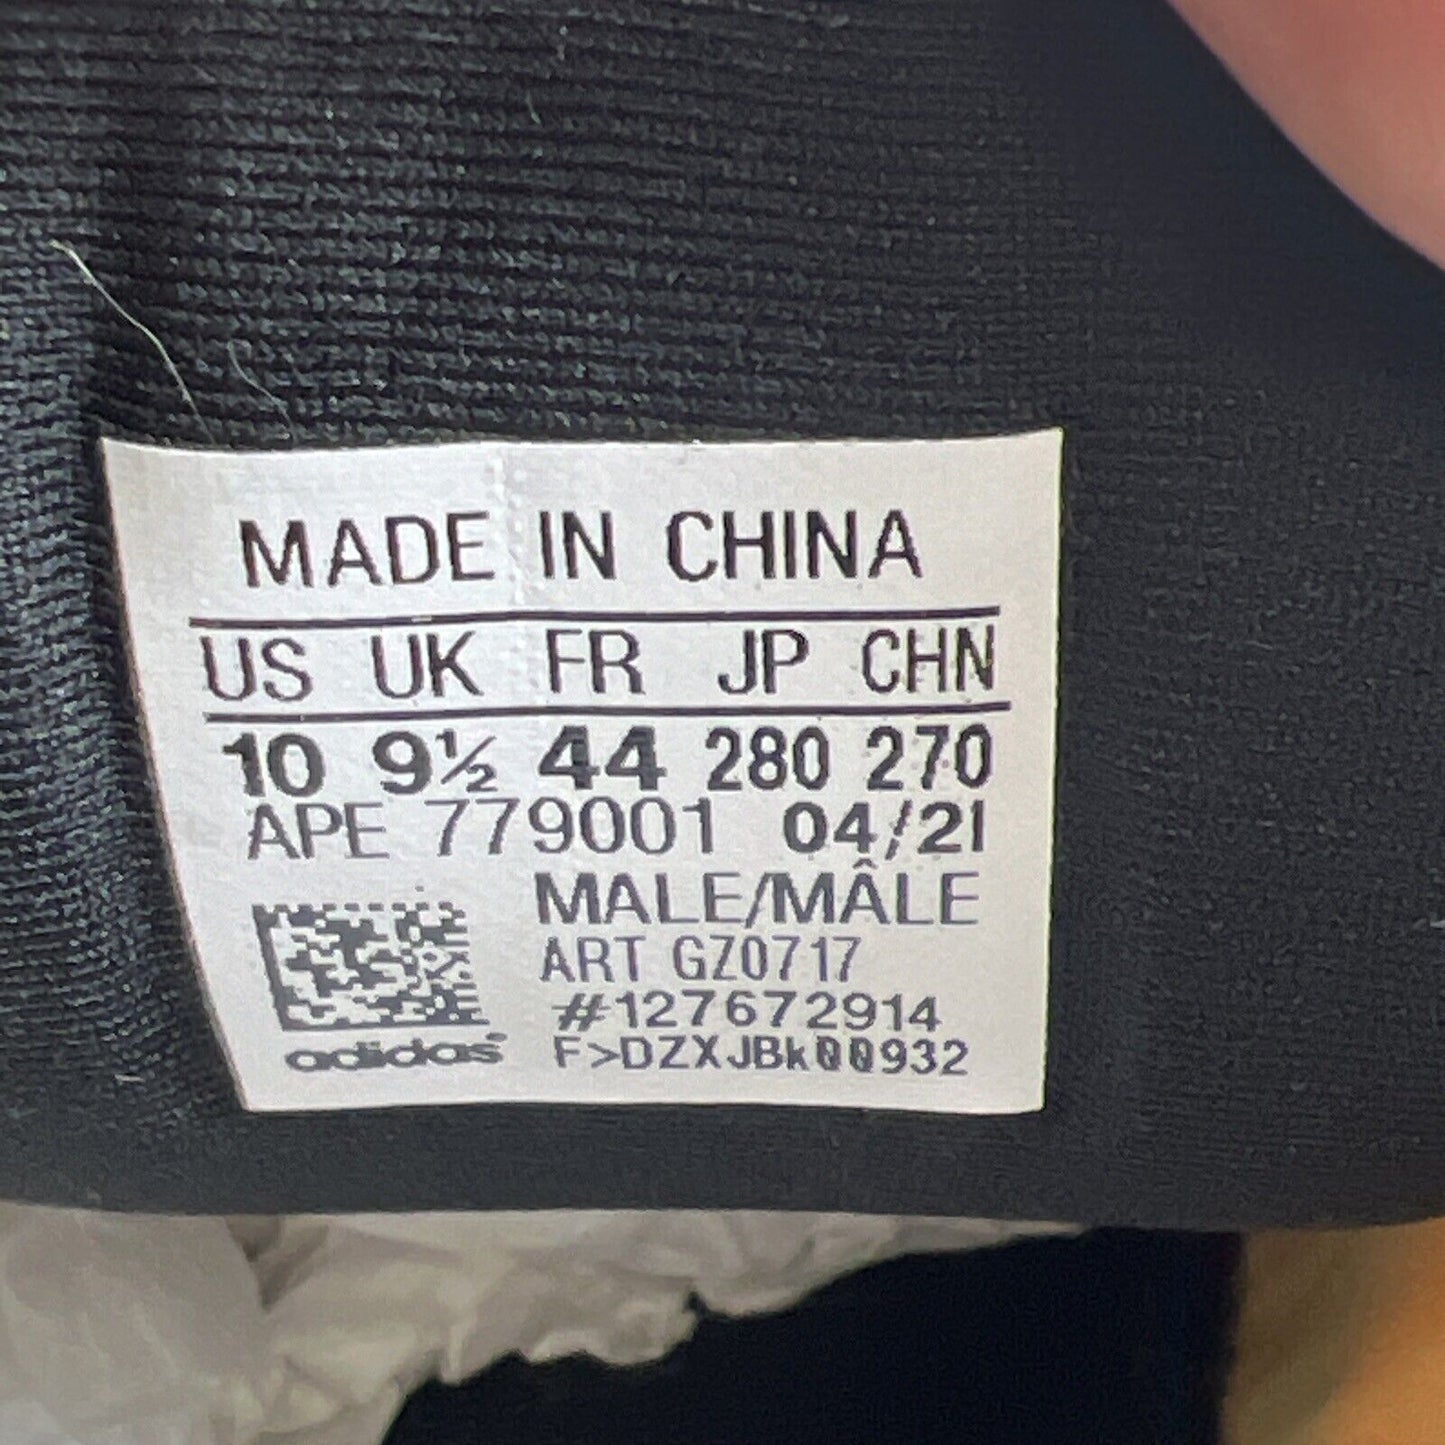 MADE IN CHINA
US UK FR JP CHN
10 9½ 44 280 270
APE 779001 04/21
MALE/MÂLE
ART GZ0717
#127672914
adidas F>DZXJBk00932